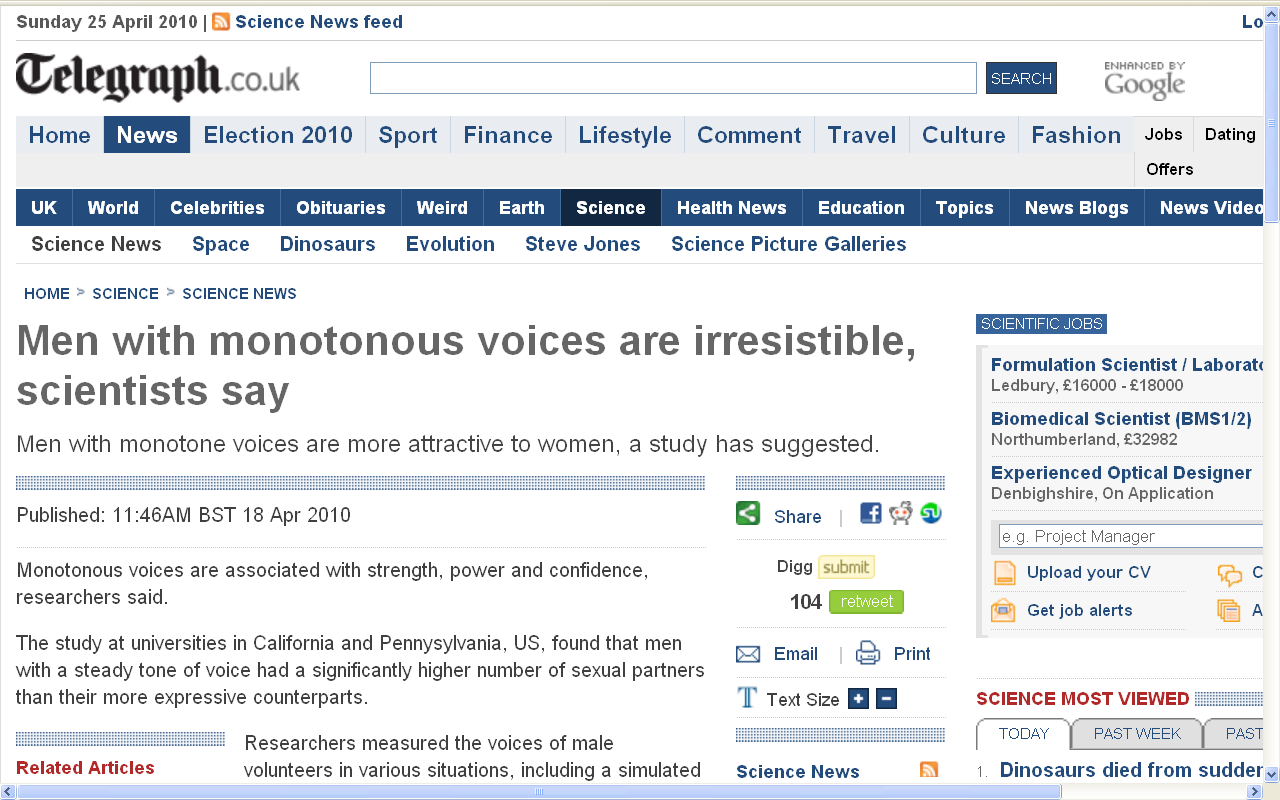 Sunday 25 April 2010 | Science News feed
Lo
Telegraph.co.uk
SEARCH
ENHANCED BY
Google
Home News Election 2010 Sport Finance Lifestyle Comment Travel Culture Fashion Jobs Dating
Offers
UK World Celebrities Obituaries Weird Earth Science Health News Education Topics News Blogs News Video
Science News Space Dinosaurs Evolution Steve Jones Science Picture Galleries
HOME > SCIENCE > SCIENCE NEWS
Men with monotonous voices are irresistible,
scientists say
Men with monotone voices are more attractive to women, a study has suggested.
Published: 11:46AM BST 18 Apr 2010
Monotonous voices are associated with strength, power and confidence,
researchers said.
The study at universities in California and Pennysylvania, US, found that men
with a steady tone of voice had a significantly higher number of sexual partners
than their more expressive counterparts.
Related Articles
Researchers measured the voices of male
volunteers in various situations, including a simulated
Share |
Digg submit
104 retweet
Email | Print
T Text Size + -
Science News
SCIENTIFIC JOBS
Formulation Scientist / Laborato
Ledbury, £16000 - £18000
Biomedical Scientist (BMS1/2)
Northumberland, £32982
Experienced Optical Designer
Denbighshire, On Application
e.g. Project Manager
Upload your CV
C
Get job alerts
A
SCIENCE MOST VIEWED
TODAY PAST WEEK PAST
1. Dinosaurs died from sudden